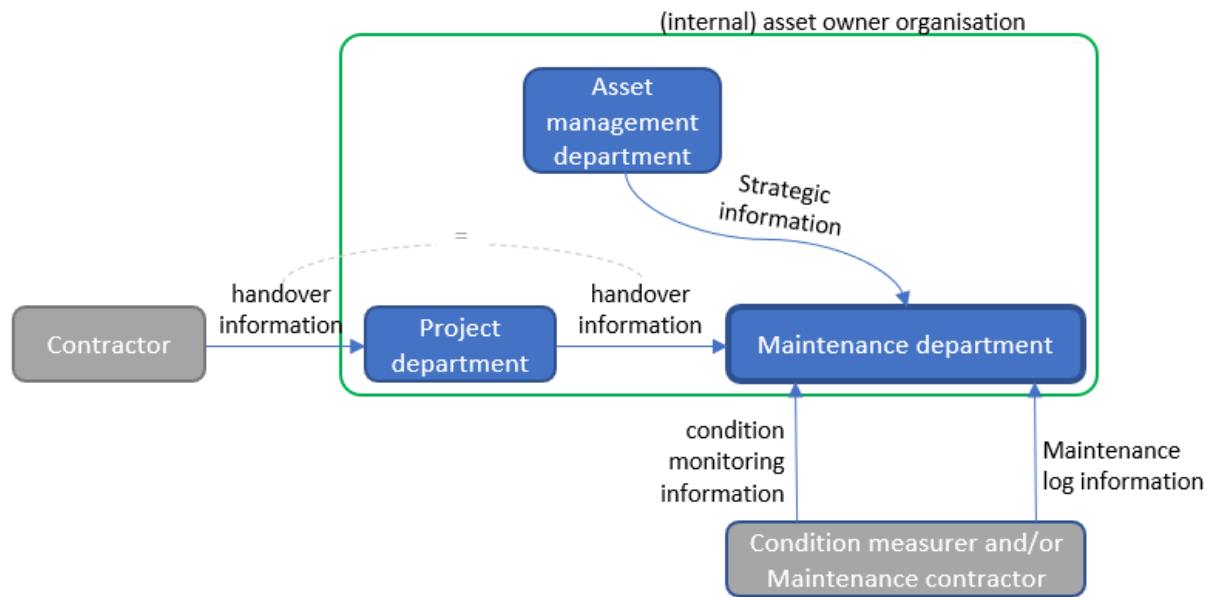 (internal) asset owner organisation
Asset
management
department
Strategic
information
=
handover
information
handover
information
Contractor
Project
department
Maintenance department
condition
monitoring
information
Maintenance
log information
Condition measurer and/or
Maintenance contractor